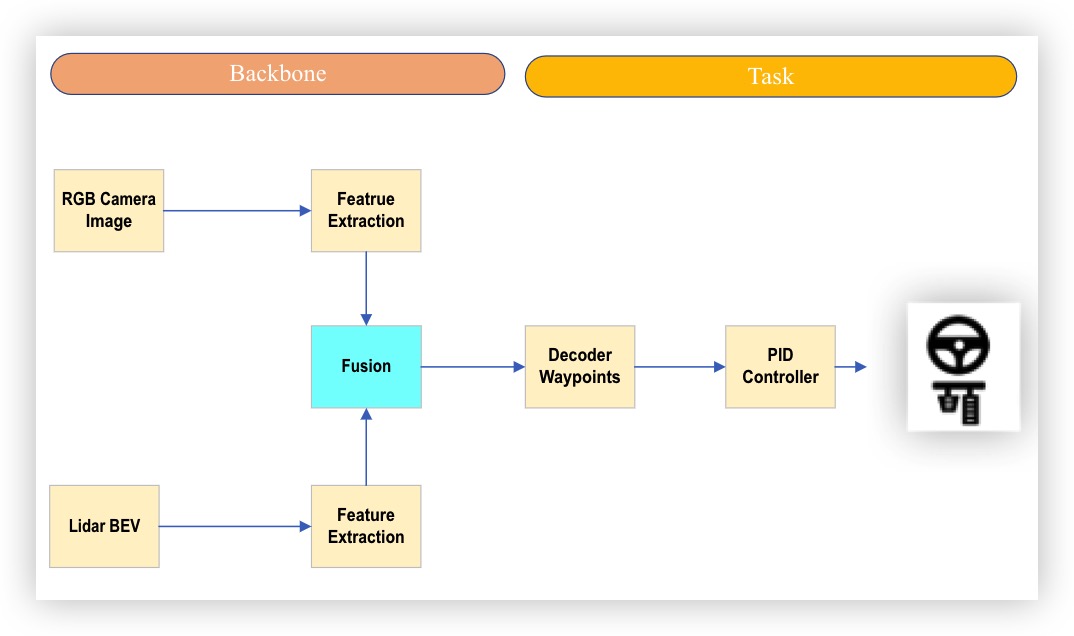 Backbone
Task
RGB Camera
Image
Featrue
Extraction
Fusion
Decoder
Waypoints
PID
Controller
Lidar BEV
Feature
Extraction